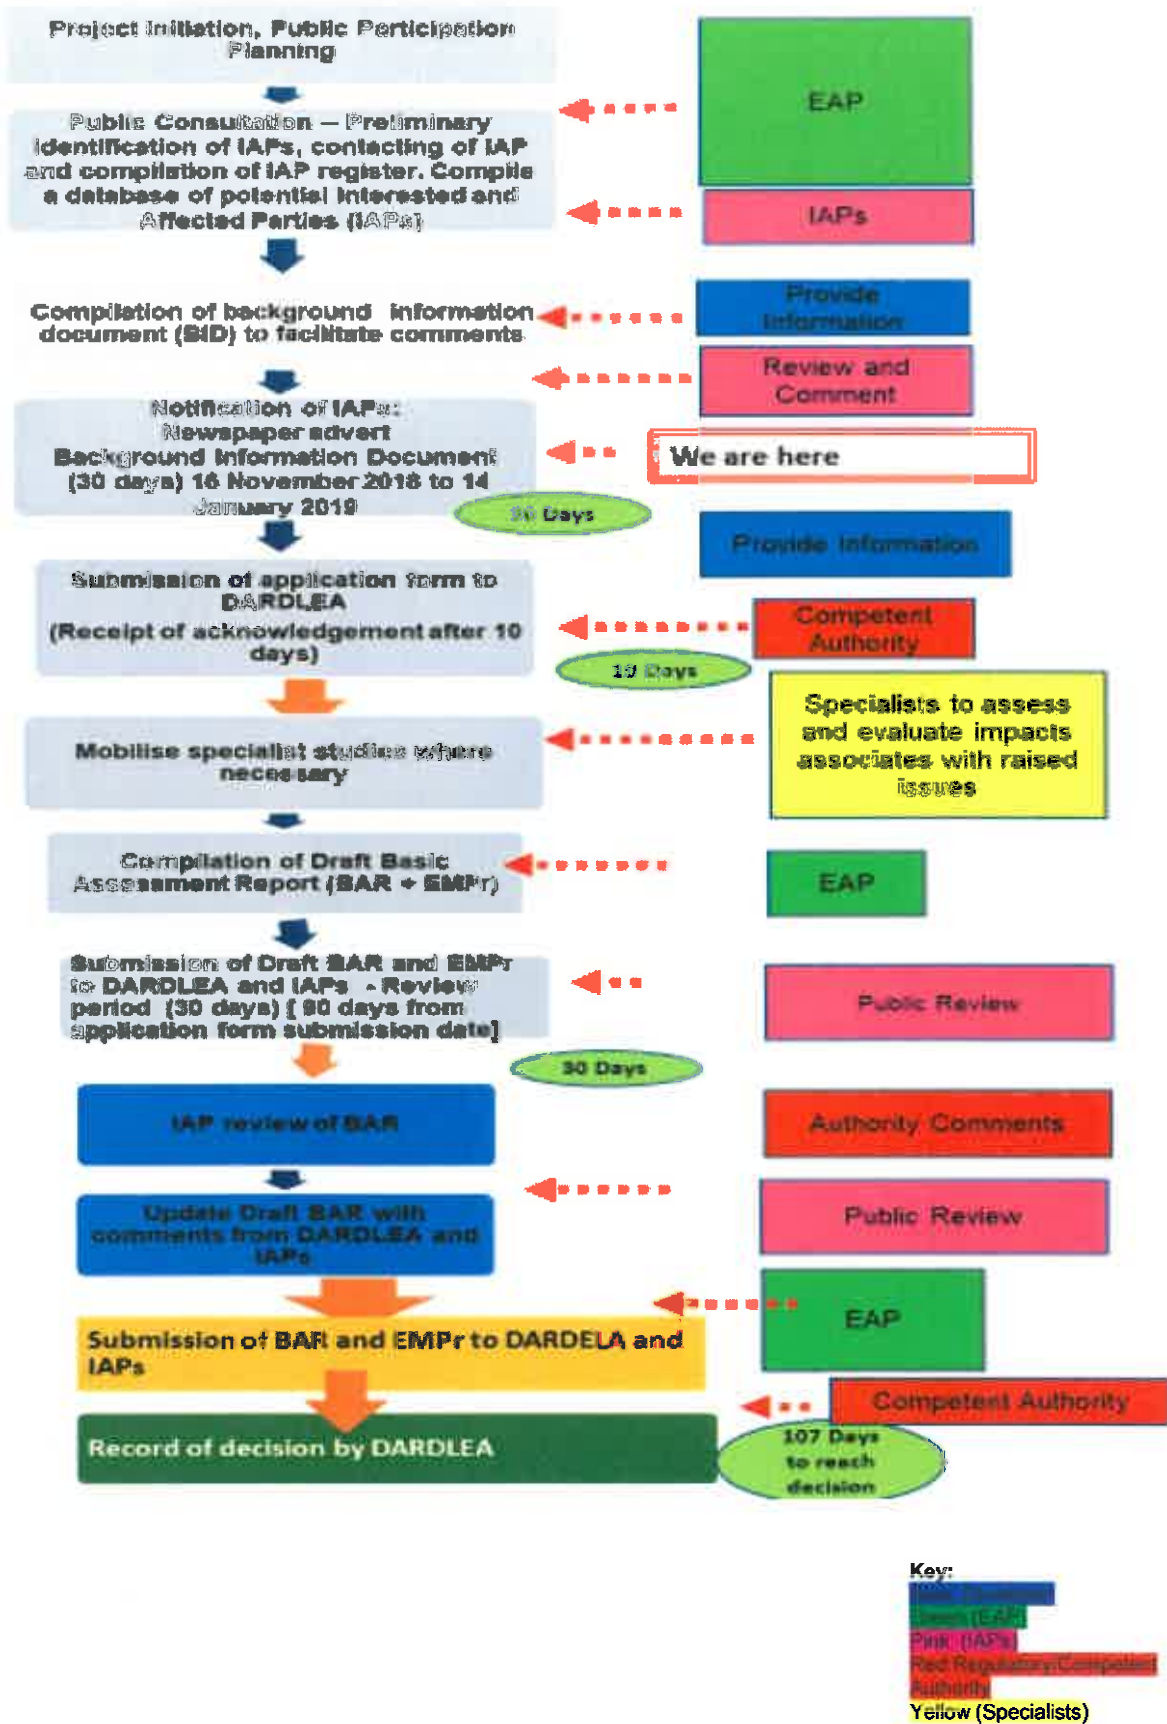 Project Initiation, Public Participation
Planning
EAP
Public Consultation – Preliminary
identification of IAPs, contacting of IAP
and compilation of IAP register. Compile
a database of potential Interested and
Affected Parties (IAPs)
IAPs
Compilation of background information
document (BID) to facilitate comments
Provide
Information
Review and
Comment
Notification of IAPs:
Newspaper advert
Background Information Document
(30 days) 16 November 2018 to 14
January 2019
We are here
Days
Provide Information
Submission of application form to
DARDLEA
(Receipt of acknowledgement after 10
days)
Competent
Authority
10 Days
Mobilise specialist studies where
necessary
Specialists to assess
and evaluate impacts
associates with raised
issues
Compilation of Draft Basic
Assessment Report (BAR + EMPr)
EAP
Submission of Draft BAR and EMPr
to DARDLEA and IAPs - Review
period (30 days) [ 90 days from
application form submission date]
Public Review
30 Days
IAP review of BAR
Authority Comments
Update Draft BAR with
comments from DARDLEA and
IAPs
Public Review
EAP
Submission of BAR and EMPr to DARDELA and
IAPs
Competent Authority
Record of decision by DARDLEA
107 Days
to reach
decision
Key:
Green (EAP)
Pink (IAPs)
Red Regulatory/Competent
Authority
Yellow (Specialists)